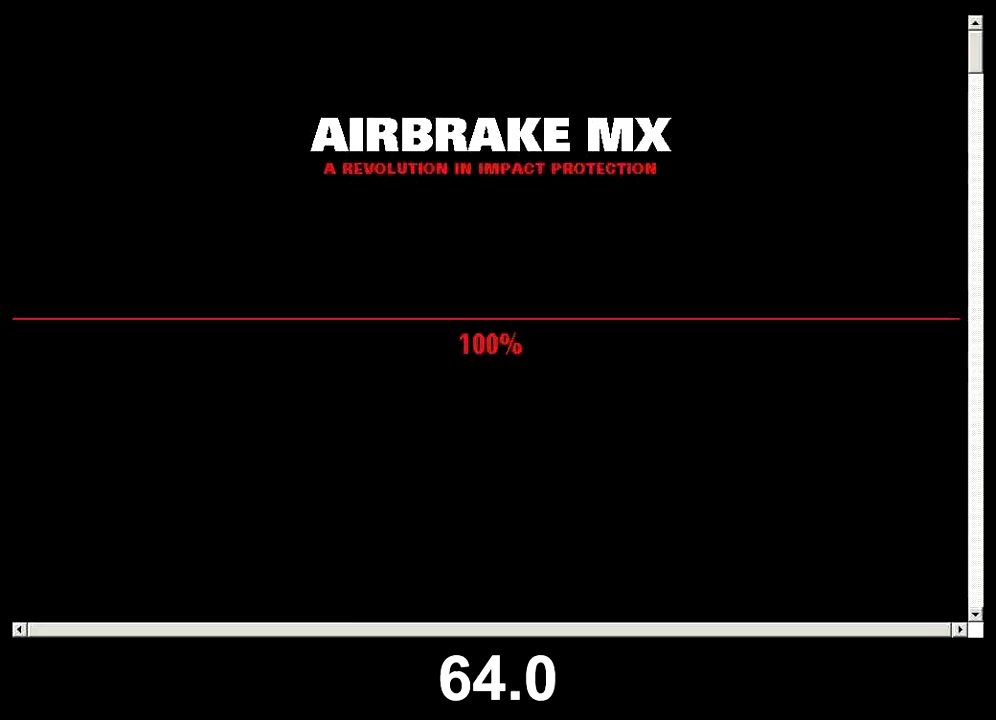 AIRBRAKE MX
A REVOLUTION IN IMPACT PROTECTION
100%
64.0